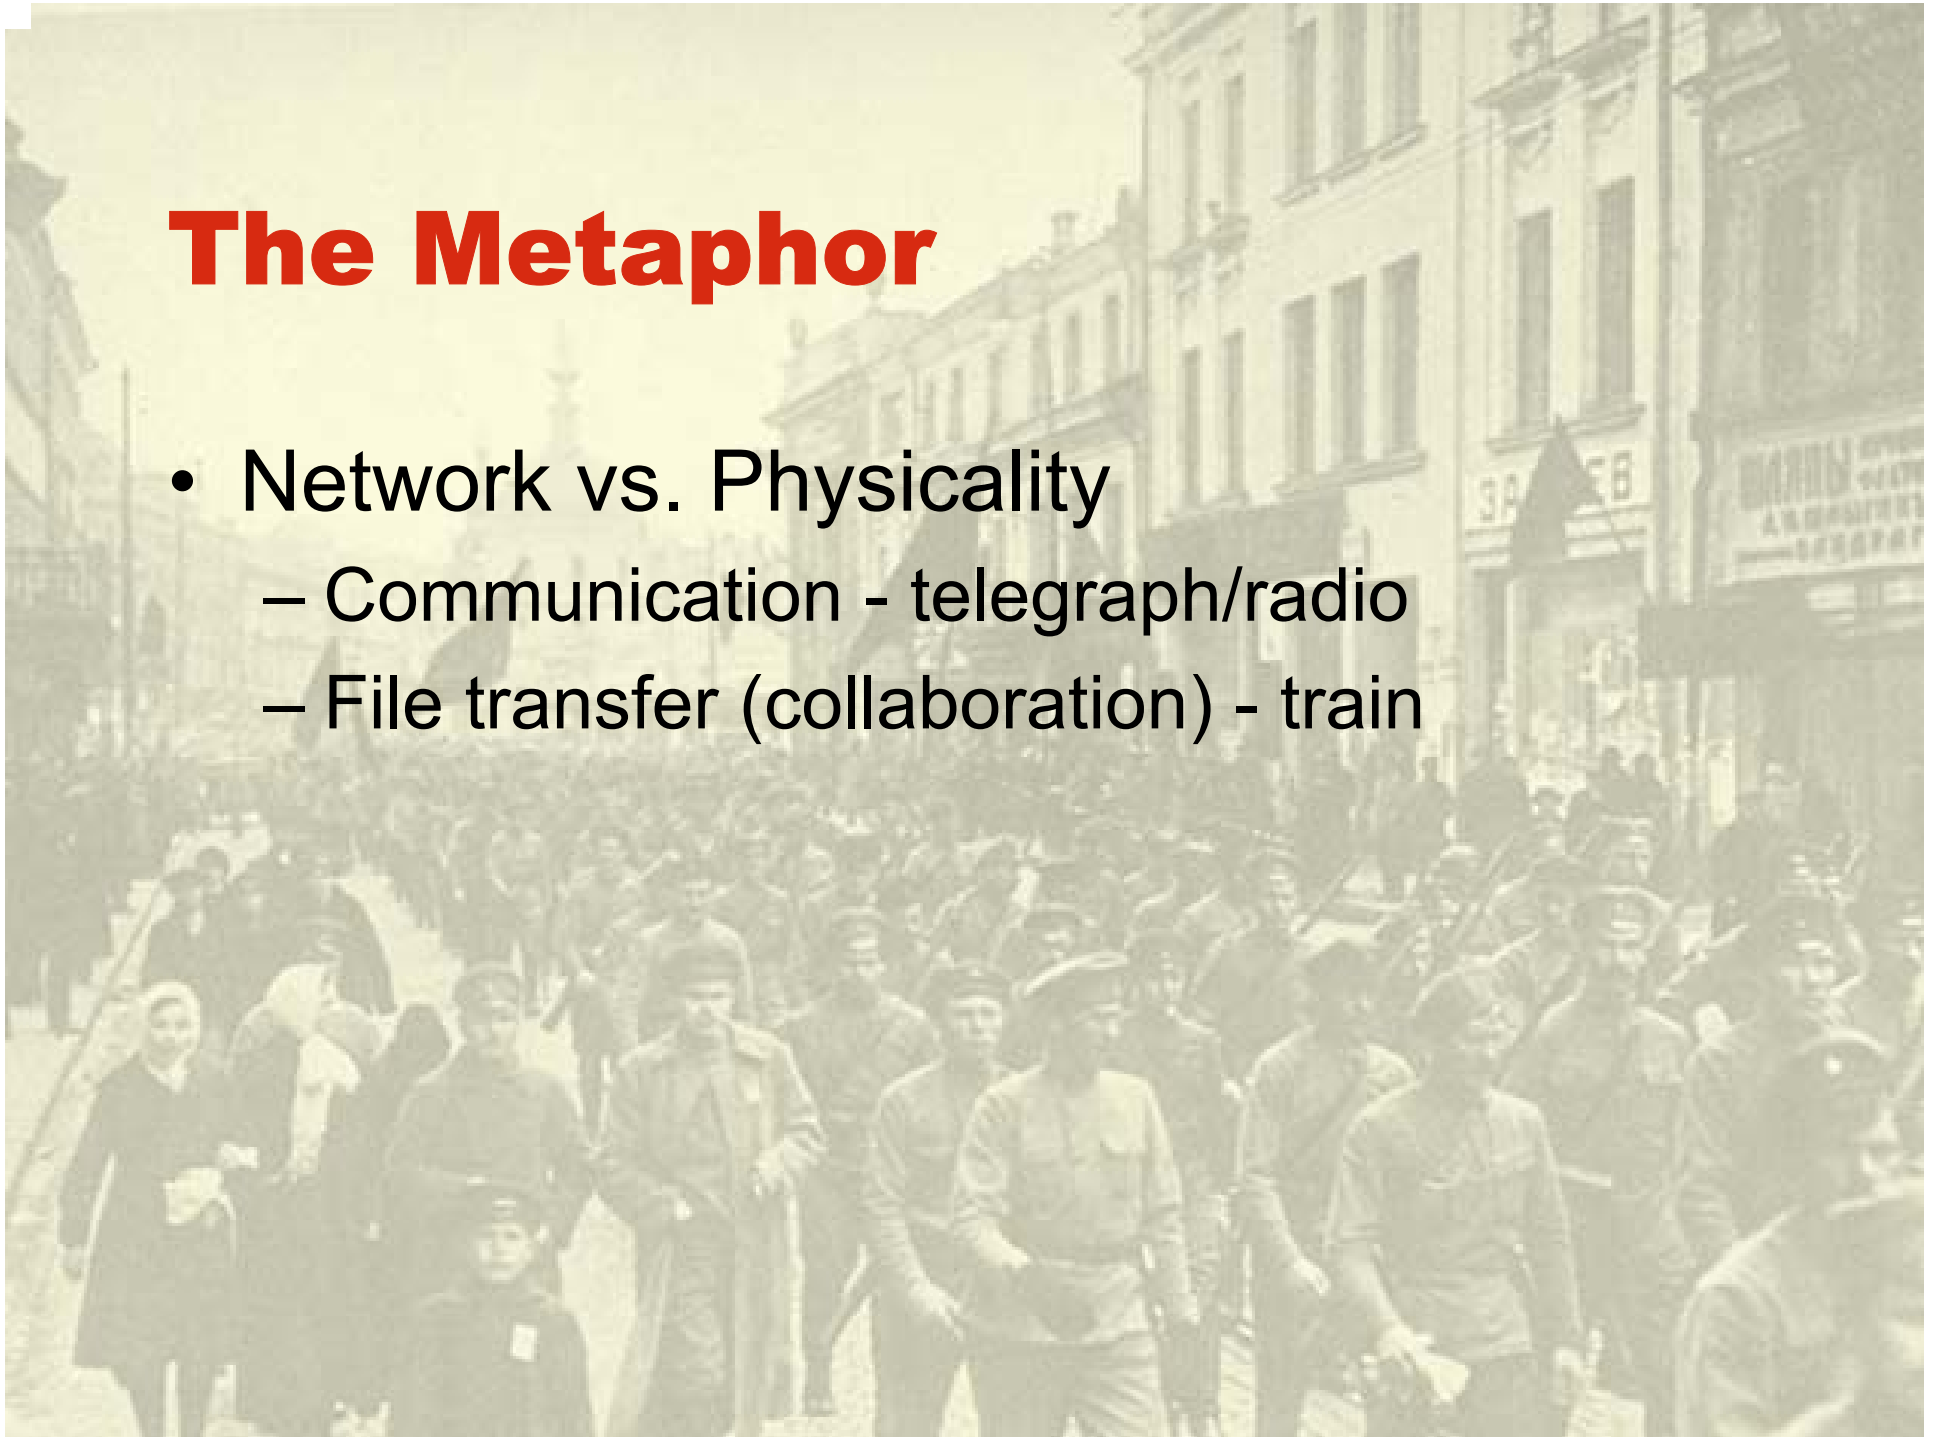 The Metaphor
• Network vs. Physicality
– Communication - telegraph/radio
– File transfer (collaboration) - train